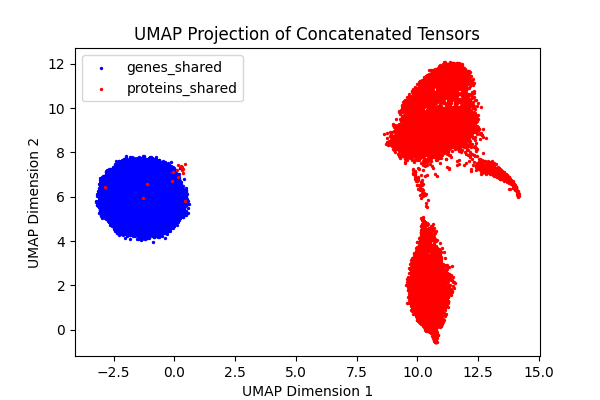 UMAP Projection of Concatenated Tensors
genes_shared
proteins_shared
12
10
8
6
4
2
0
UMAP Dimension 2
−2.5 0.0 2.5 5.0 7.5 10.0 12.5 15.0
UMAP Dimension 1